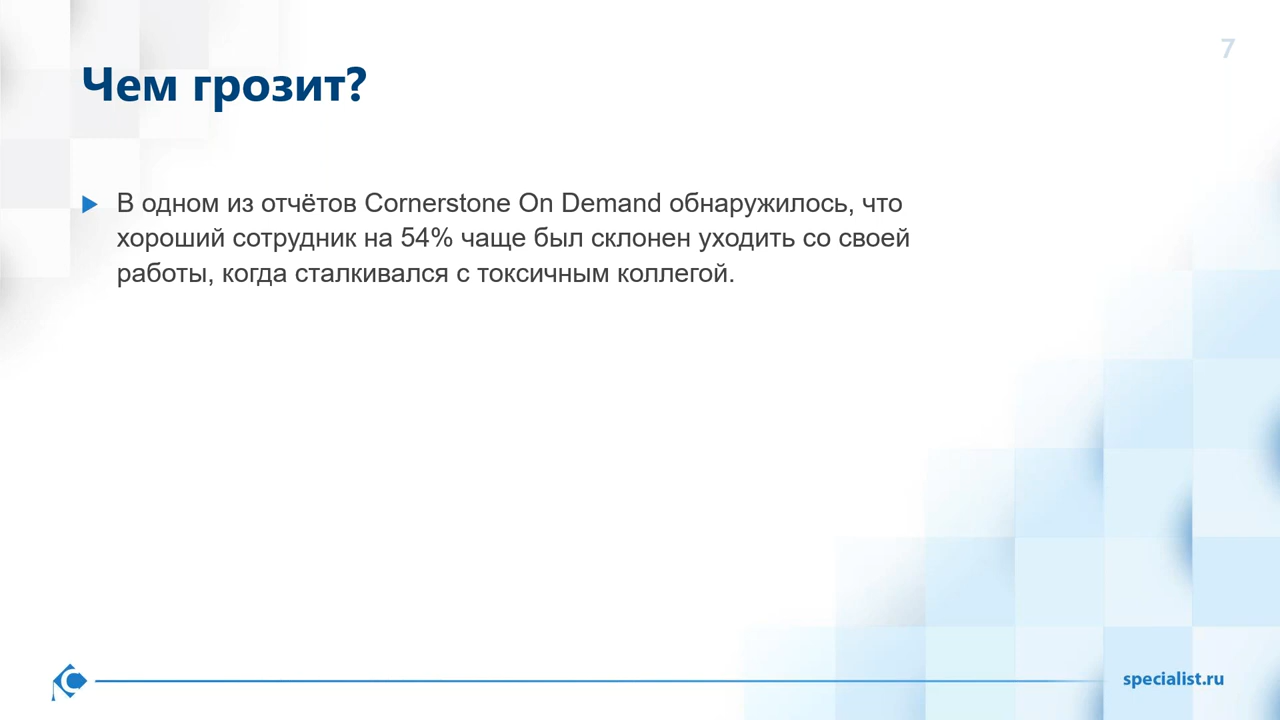 7
Чем грозит?
В одном из отчётов Cornerstone On Demand обнаружилось, что
хороший сотрудник на 54% чаще был склонен уходить со своей
работы, когда сталкивался с токсичным коллегой.
specialist.ru